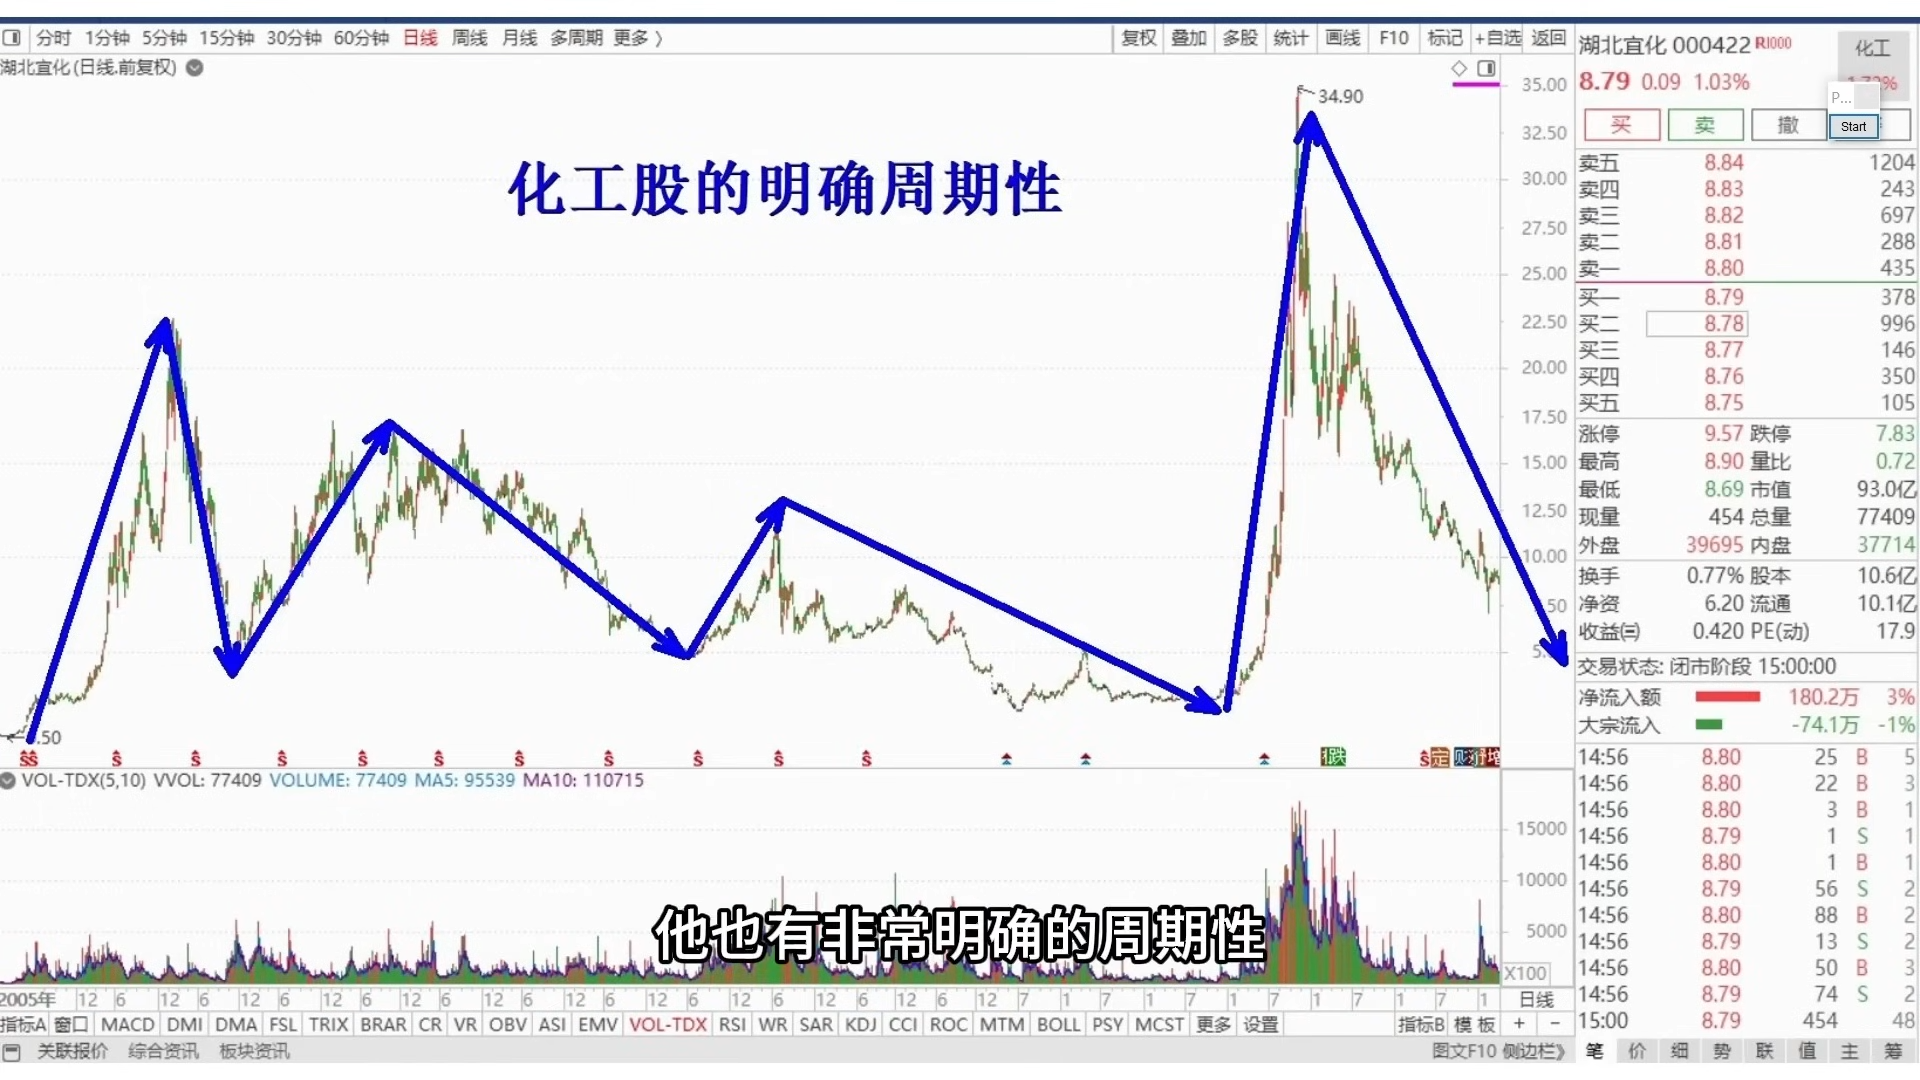 分时 1分钟 5分钟 15分钟 30分钟 60分钟 日线 周线 月线 多周期 更多 〉
复权 叠加 多股 统计 画线 F10 标记 +自选 返回
湖北宜化 000422 R1000
化工
湖北宜化(日线.前复权)
8.79 0.09 1.03%
P...
买 卖 撤
Start
34.90
化工股的明确周期性
35.00
32.50
30.00
27.50
25.00
22.50
20.00
17.50
15.00
12.50
10.00
卖五 8.84 1204
卖四 8.83 243
卖三 8.82 697
卖二 8.81 288
卖一 8.80 435
买一 8.79 378
买二 8.78 996
买三 8.77 146
买四 8.76 350
买五 8.75 105
涨停 9.57 跌停 7.83
最高 8.90 量比 0.72
最低 8.69 市值 93.0亿
现量 454 总量 77409
外盘 39695 内盘 37714
换手 0.77% 股本 10.6亿
净资 6.20 流通 10.1亿
收益㈢ 0.420 PE(动) 17.9
交易状态: 闭市阶段 15:00:00
净流入额 180.2万 3%
大宗流入 -74.1万 -1%
14:56 8.80 25 B 5
14:56 8.80 22 B 3
14:56 8.80 3 B 1
14:56 8.79 1 S 1
14:56 8.80 1 B 1
14:56 8.79 56 S 2
14:56 8.80 88 B 2
14:56 8.79 13 S 2
14:56 8.80 50 B 3
14:56 8.79 74 S 2
15:00 8.79 454 48
VOL-TDX(5,10) VVOL: 77409 VOLUME: 77409 MA5: 95539 MA10: 110715
15000
10000
5000
X100
他也有非常明确的周期性
2005年 12 6 12 6 12 6 12 6 12 6 12 6 12 6 12 6 12 6 12 6 12 6 12 7 1 7 1 7 1 7 1 7 1 7 1
日线
指标A 窗口 MACD DMI DMA FSL TRIX BRAR CR VR OBV ASI EMV VOL-TDX RSI WR SAR KDJ CCI ROC MTM BOLL PSY MCST 更多 设置
指标B 模板 + -
关联报价 综合资讯 板块资讯
图文F10 侧边栏》
笔 价 细 势 联 值 主 筹